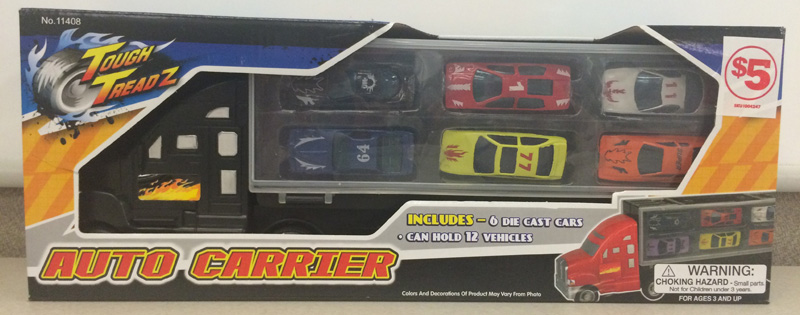 No.11408
TOUGH
TREADZ
$5
1
11
64
77
INCLUDES – 6 DIE CAST CARS
• CAN HOLD 12 VEHICLES
AUTO CARRIER
Colors And Decorations Of Product May Vary From Photo
WARNING:
CHOKING HAZARD - Small parts.
Not for Children under 3 years.
FOR AGES 3 AND UP